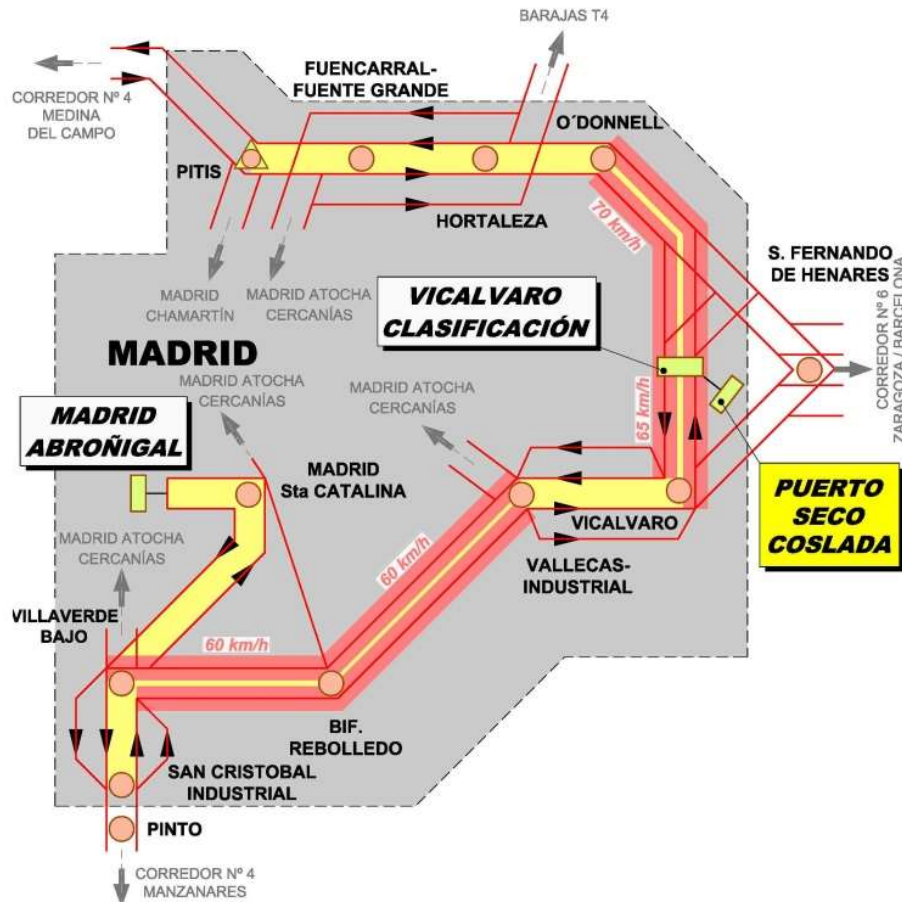 BARAJAS T4
FUENCARRAL-
FUENTE GRANDE
CORREDOR Nº 4
MEDINA
DEL CAMPO
O´DONNELL
PITIS
HORTALEZA
70 km/h
S. FERNANDO
DE HENARES
MADRID
CHAMARTÍN
MADRID ATOCHA
CERCANÍAS
VICALVARO
CLASIFICACIÓN
CORREDOR Nº 6
ZARAGOZA / BARCELONA
MADRID
MADRID ATOCHA
CERCANÍAS
MADRID ATOCHA
CERCANÍAS
65 km/h
MADRID
ABROÑIGAL
MADRID
Sta CATALINA
PUERTO
SECO
COSLADA
VICALVARO
MADRID ATOCHA
CERCANÍAS
VALLECAS-
INDUSTRIAL
60 km/h
VILLAVERDE
BAJO
60 km/h
BIF.
REBOLLEDO
SAN CRISTOBAL
INDUSTRIAL
PINTO
CORREDOR Nº 4
MANZANARES